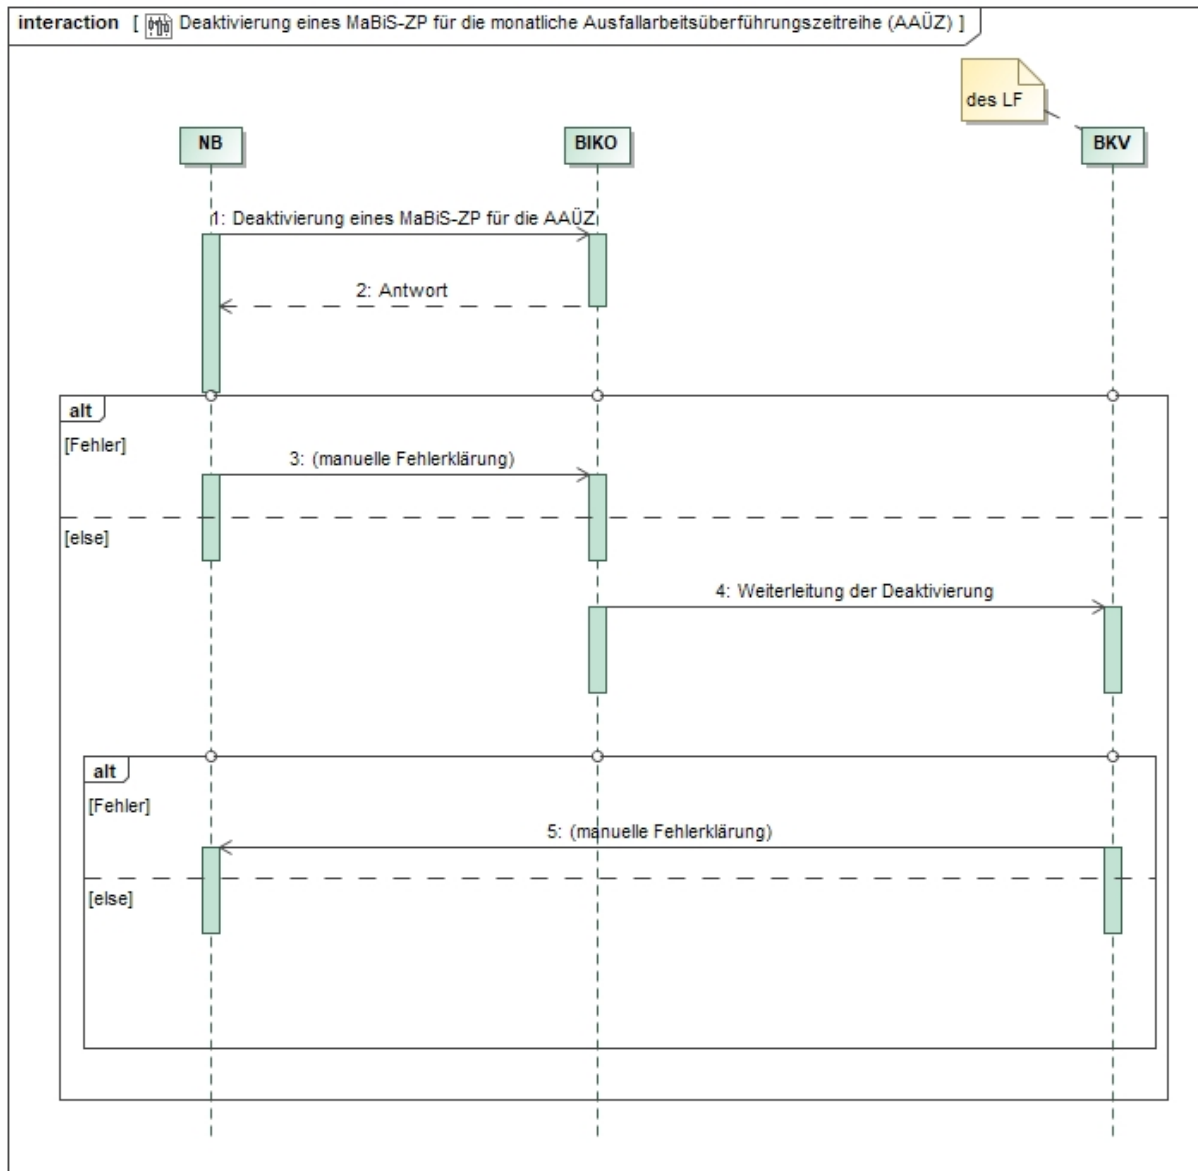 interaction [ Deaktivierung eines MaBiS-ZP für die monatliche Ausfallarbeitsüberführungszeitreihe (AAÜZ) ]
des LF
NB
BIKO
BKV
1: Deaktivierung eines MaBiS-ZP für die AAÜZ
2: Antwort
alt
[Fehler]
3: (manuelle Fehlerklärung)
[else]
4: Weiterleitung der Deaktivierung
alt
[Fehler]
5: (manuelle Fehlerklärung)
[else]